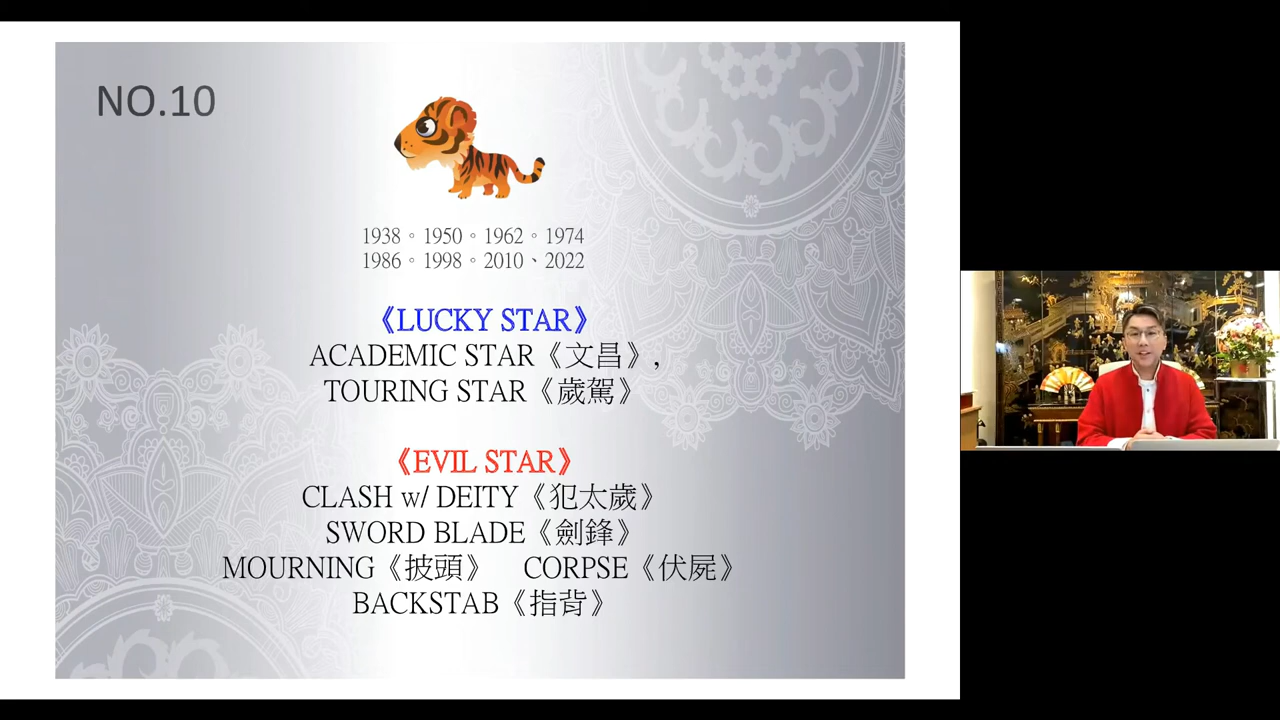 NO.10
1938。1950。1962。1974
1986。1998。2010、2022
《LUCKY STAR》
ACADEMIC STAR《文昌》,
TOURING STAR《歲駕》
《EVIL STAR》
CLASH w/ DEITY《犯太歲》
SWORD BLADE《劍鋒》
MOURNING《披頭》 CORPSE《伏屍》
BACKSTAB《指背》